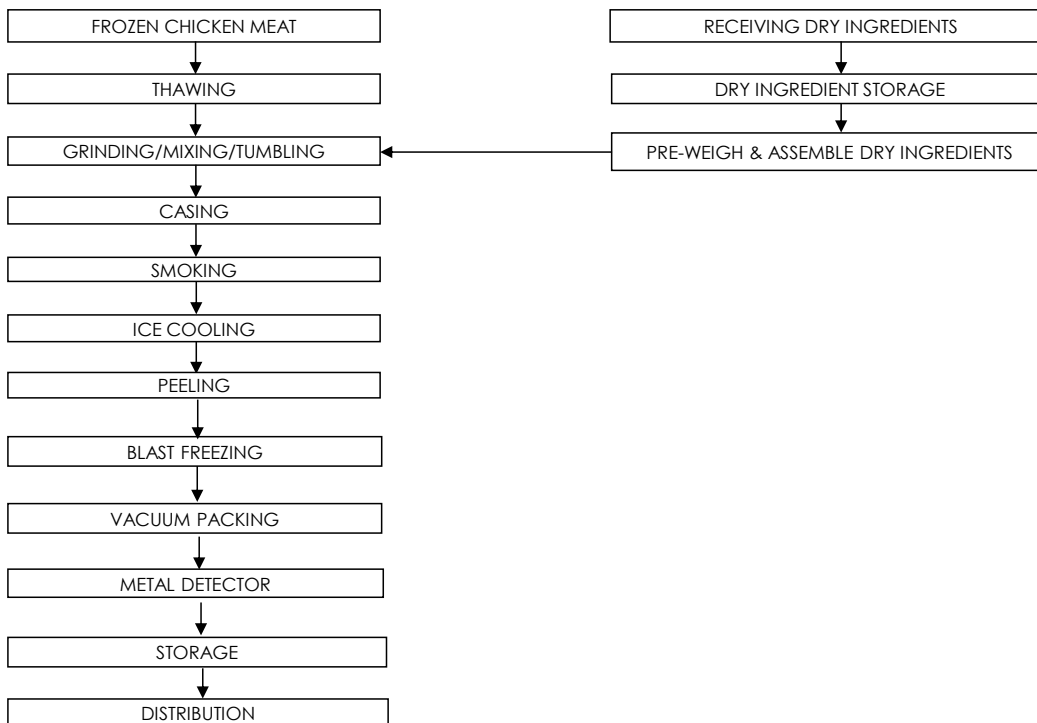 FROZEN CHICKEN MEAT
THAWING
GRINDING/MIXING/TUMBLING
CASING
SMOKING
ICE COOLING
PEELING
BLAST FREEZING
VACUUM PACKING
METAL DETECTOR
STORAGE
DISTRIBUTION
RECEIVING DRY INGREDIENTS
DRY INGREDIENT STORAGE
PRE-WEIGH & ASSEMBLE DRY INGREDIENTS